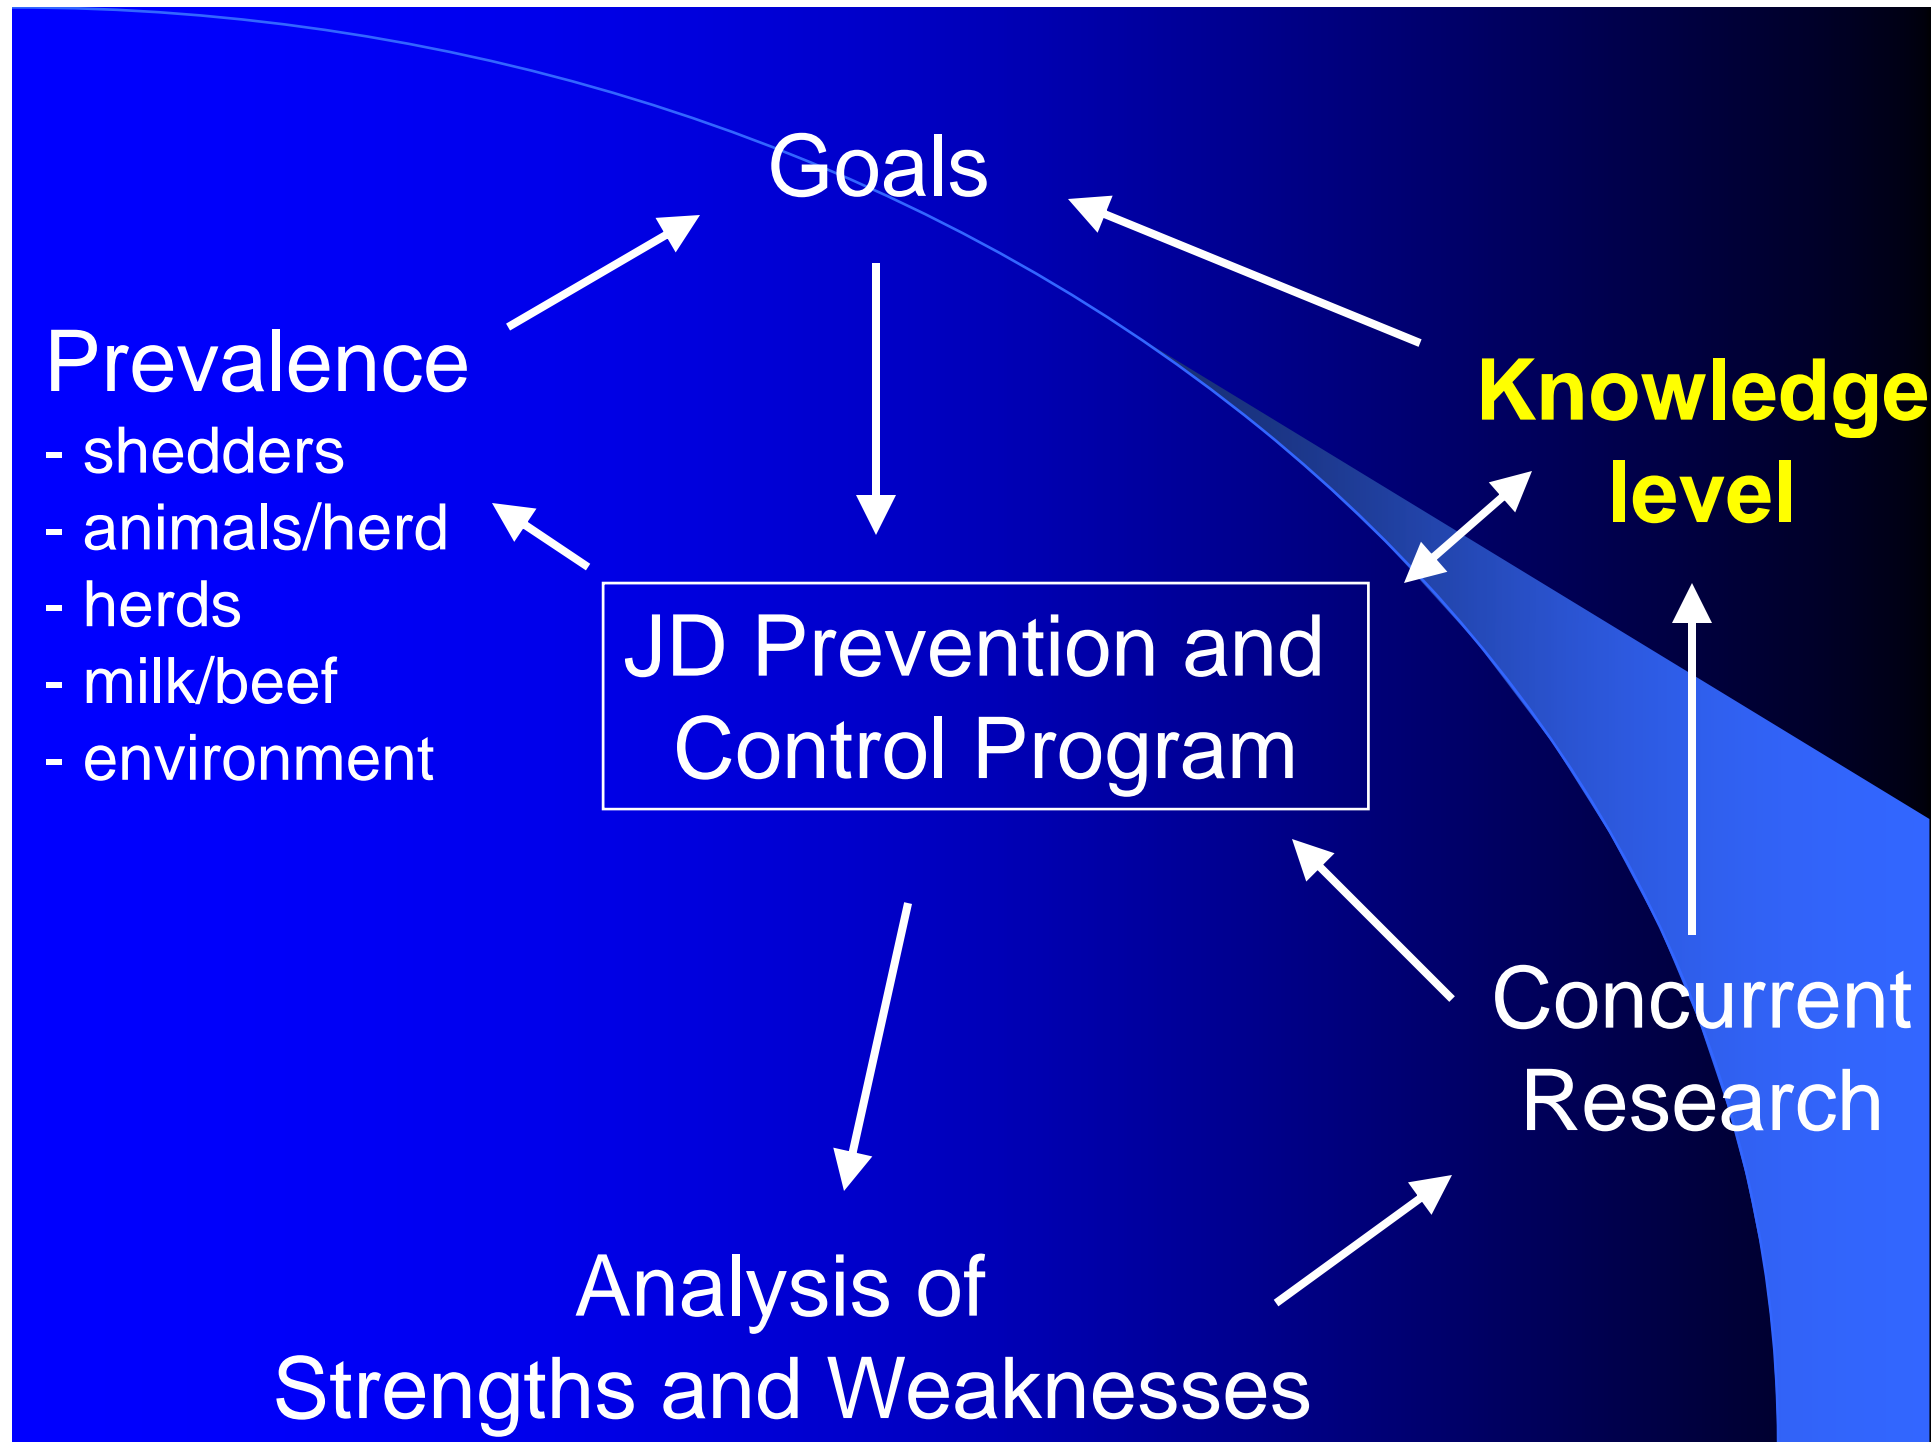 Goals
Prevalence
- shedders
- animals/herd
- herds
- milk/beef
- environment
Knowledge
level
JD Prevention and
Control Program
Concurrent
Research
Analysis of
Strengths and Weaknesses